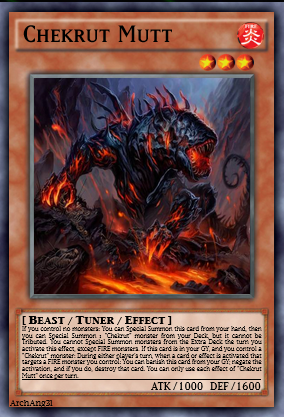 Chekrut Mutt
FIRE
炎
[ Beast / Tuner / Effect ]
If you control no monsters: You can Special Summon this card from your hand, then
you can Special Summon 1 "Chekrut" monster from your Deck, but it cannot be
Tributed. You cannot Special Summon monsters from the Extra Deck the turn you
activate this effect, except FIRE monsters. If this card is in your GY, and you control a
"Chekrut" monster: During either player's turn, when a card or effect is activated that
targets a FIRE monster you control: You can banish this card from your GY; negate the
activation, and if you do, destroy that card. You can only use each effect of "Chekrut
Mutt" once per turn.
ATK/1000 DEF/1600
ArchAng31